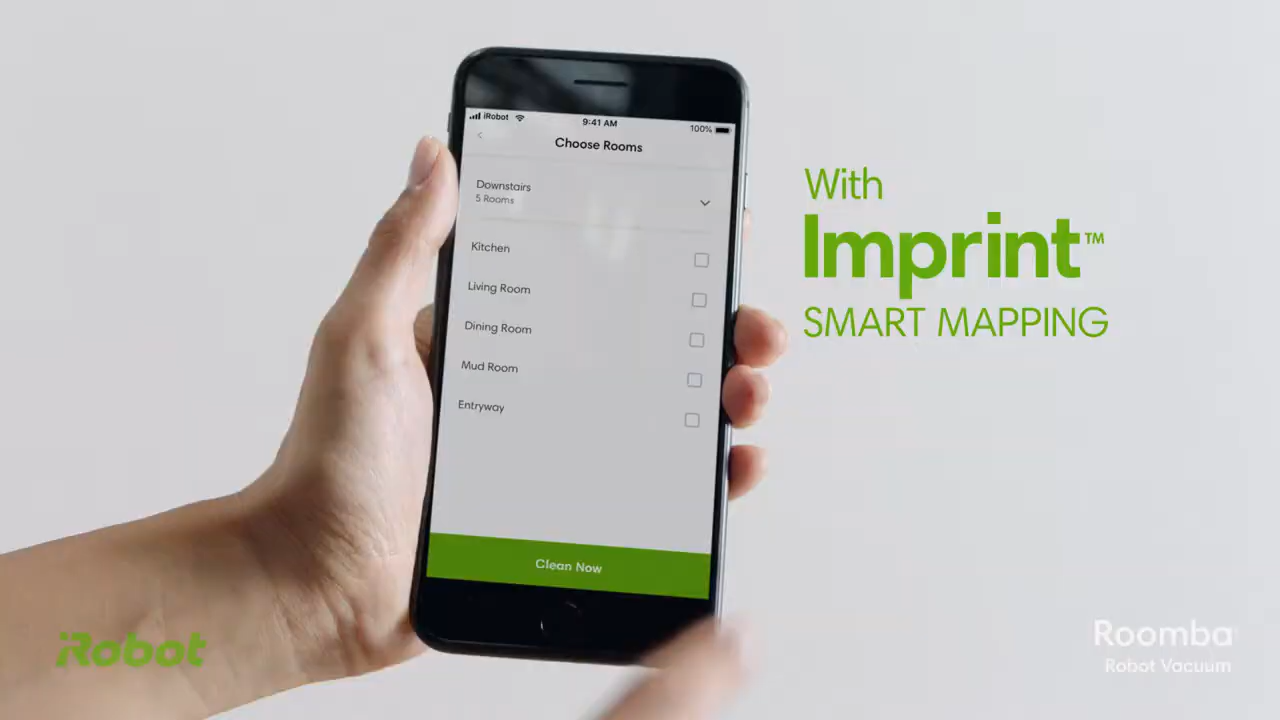 iRobot
9:41 AM
100%
Choose Rooms
Downstairs
5 Rooms
Kitchen
Living Room
Dining Room
Mud Room
Entryway
Clean Now
With
Imprint™
SMART MAPPING
iRobot
Roomba
Robot Vacuum